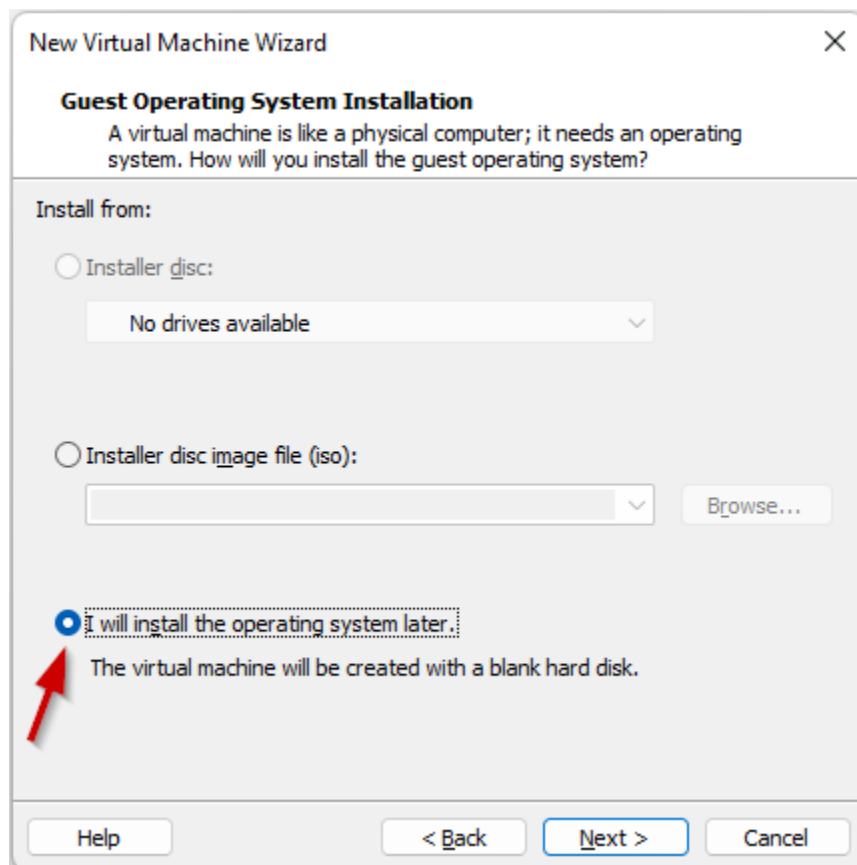 New Virtual Machine Wizard
Guest Operating System Installation
A virtual machine is like a physical computer; it needs an operating
system. How will you install the guest operating system?
Install from:
Installer disc:
No drives available
Installer disc image file (iso):
Browse...
I will install the operating system later.
The virtual machine will be created with a blank hard disk.
Help
< Back
Next >
Cancel